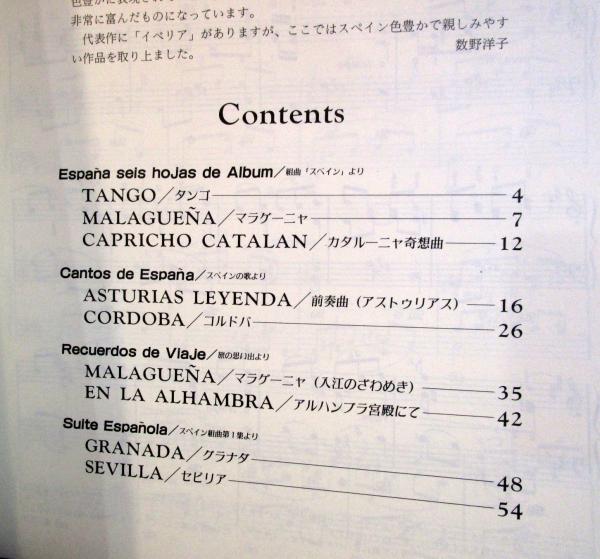 非常に富んだものになっています。
代表作に「イベリア」がありますが、ここではスペイン色豊かで親しみやす
い作品を取り上ました。
数野洋子
Contents
España seis hojas de Album/組曲「スペイン」より
TANGO/タンゴ 4
MALAGUEÑA/マラゲーニャ 7
CAPRICHO CATALAN/カタルーニャ奇想曲 12
Cantos de España/スペインの歌より
ASTURIAS LEYENDA/前奏曲（アストゥリアス） 16
CORDOBA/コルドバ 26
Recuerdos de Viaje/旅の思い出より
MALAGUEÑA/マラゲーニャ（入江のざわめき） 35
EN LA ALHAMBRA/アルハンブラ宮殿にて 42
Suite Española/スペイン組曲第1集より
GRANADA/グラナダ 48
SEVILLA/セビリア 54